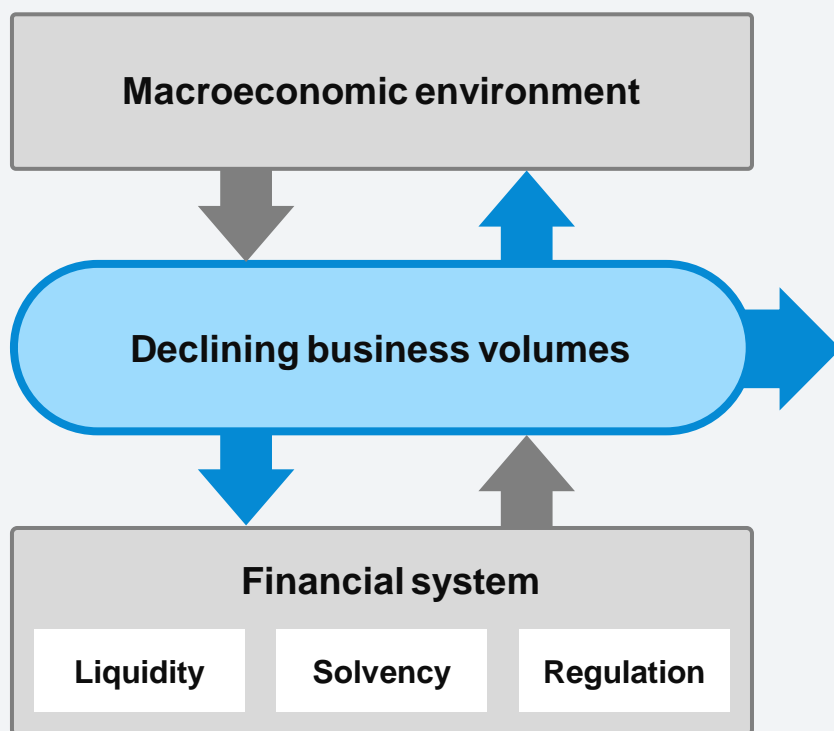 Macroeconomic environment
Declining business volumes
Financial system
Liquidity
Solvency
Regulation